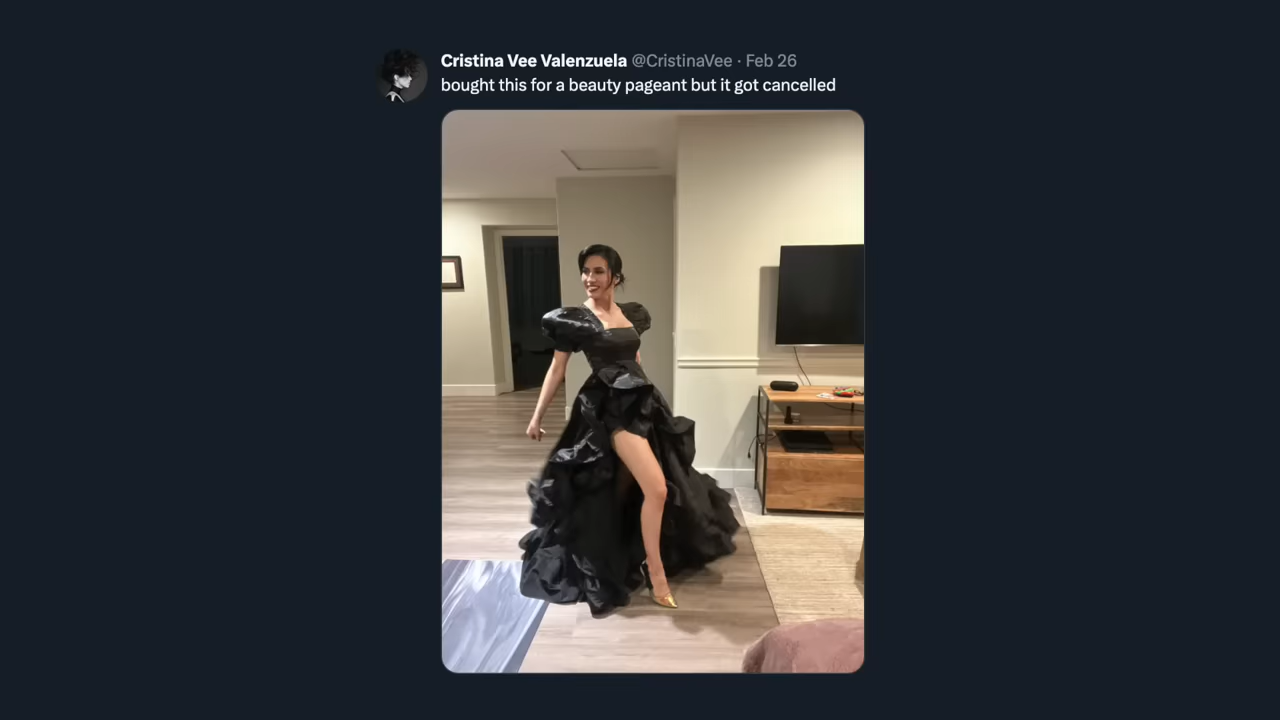 Cristina Vee Valenzuela @CristinaVee · Feb 26
bought this for a beauty pageant but it got cancelled